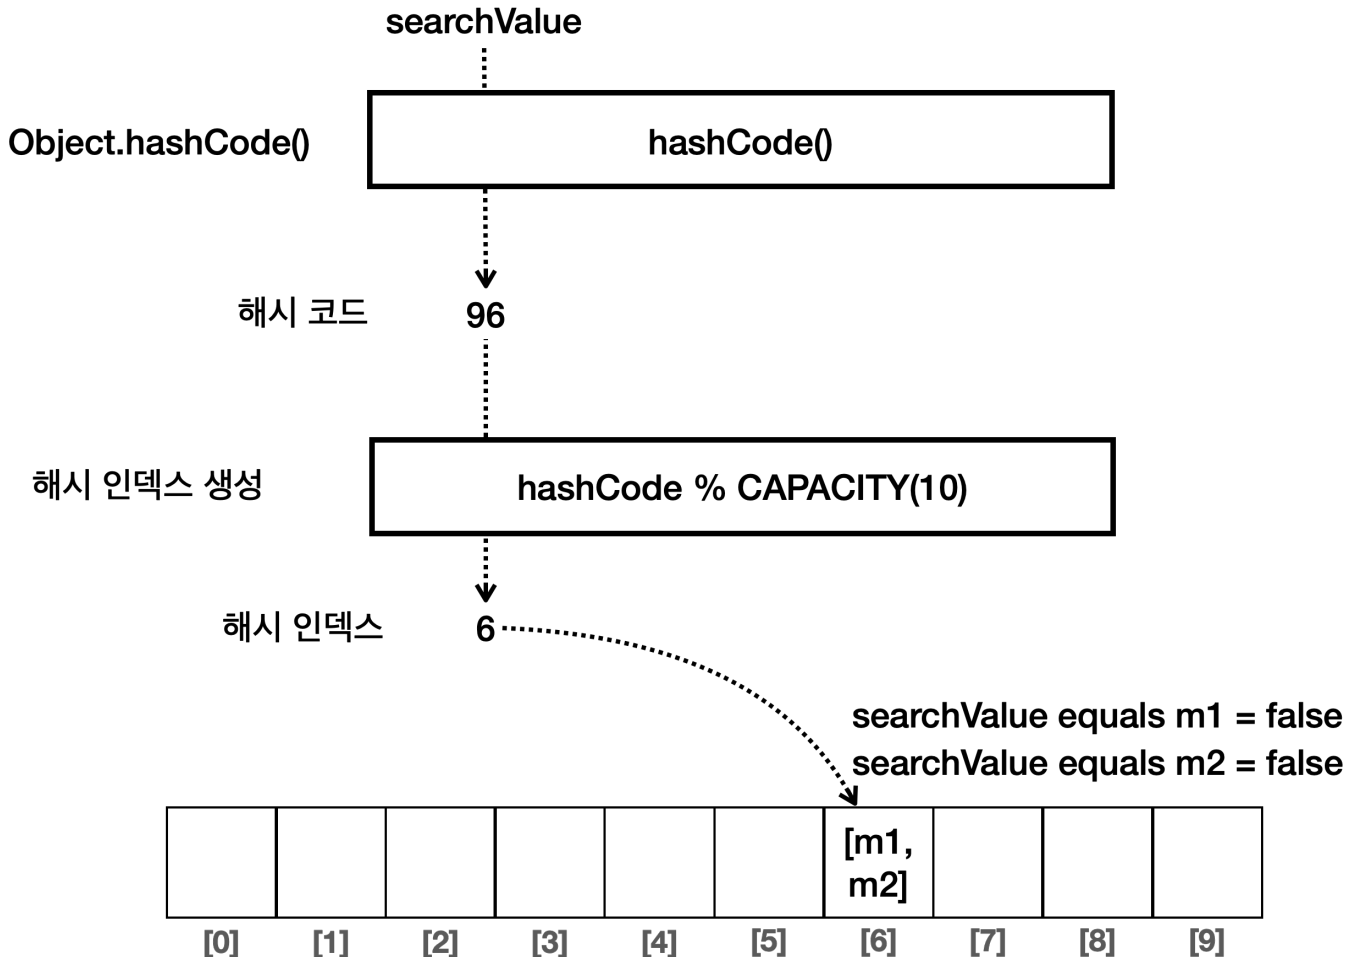 searchValue
Object.hashCode()
hashCode()
해시 코드
96
해시 인덱스 생성
hashCode % CAPACITY(10)
해시 인덱스
6
searchValue equals m1 = false
searchValue equals m2 = false
[m1,
m2]
[0] [1] [2] [3] [4] [5] [6] [7] [8] [9]